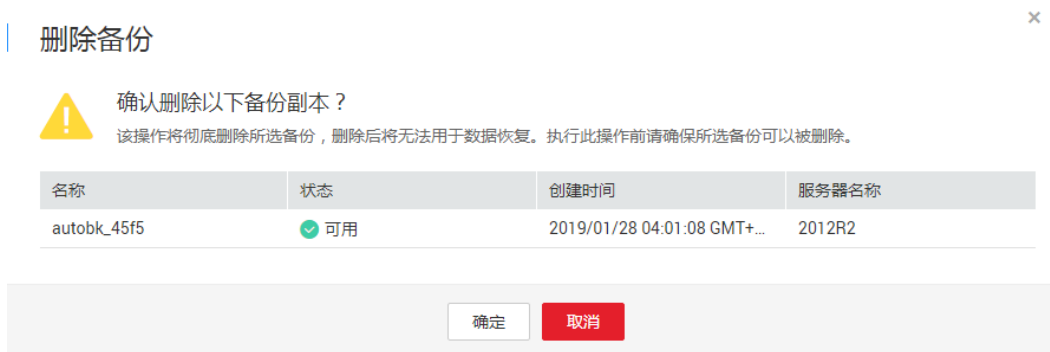 删除备份
确认删除以下备份副本？
该操作将彻底删除所选备份，删除后将无法用于数据恢复。执行此操作前请确保所选备份可以被删除。
名称 状态 创建时间 服务器名称
autobk_45f5 可用 2019/01/28 04:01:08 GMT+... 2012R2
确定 取消